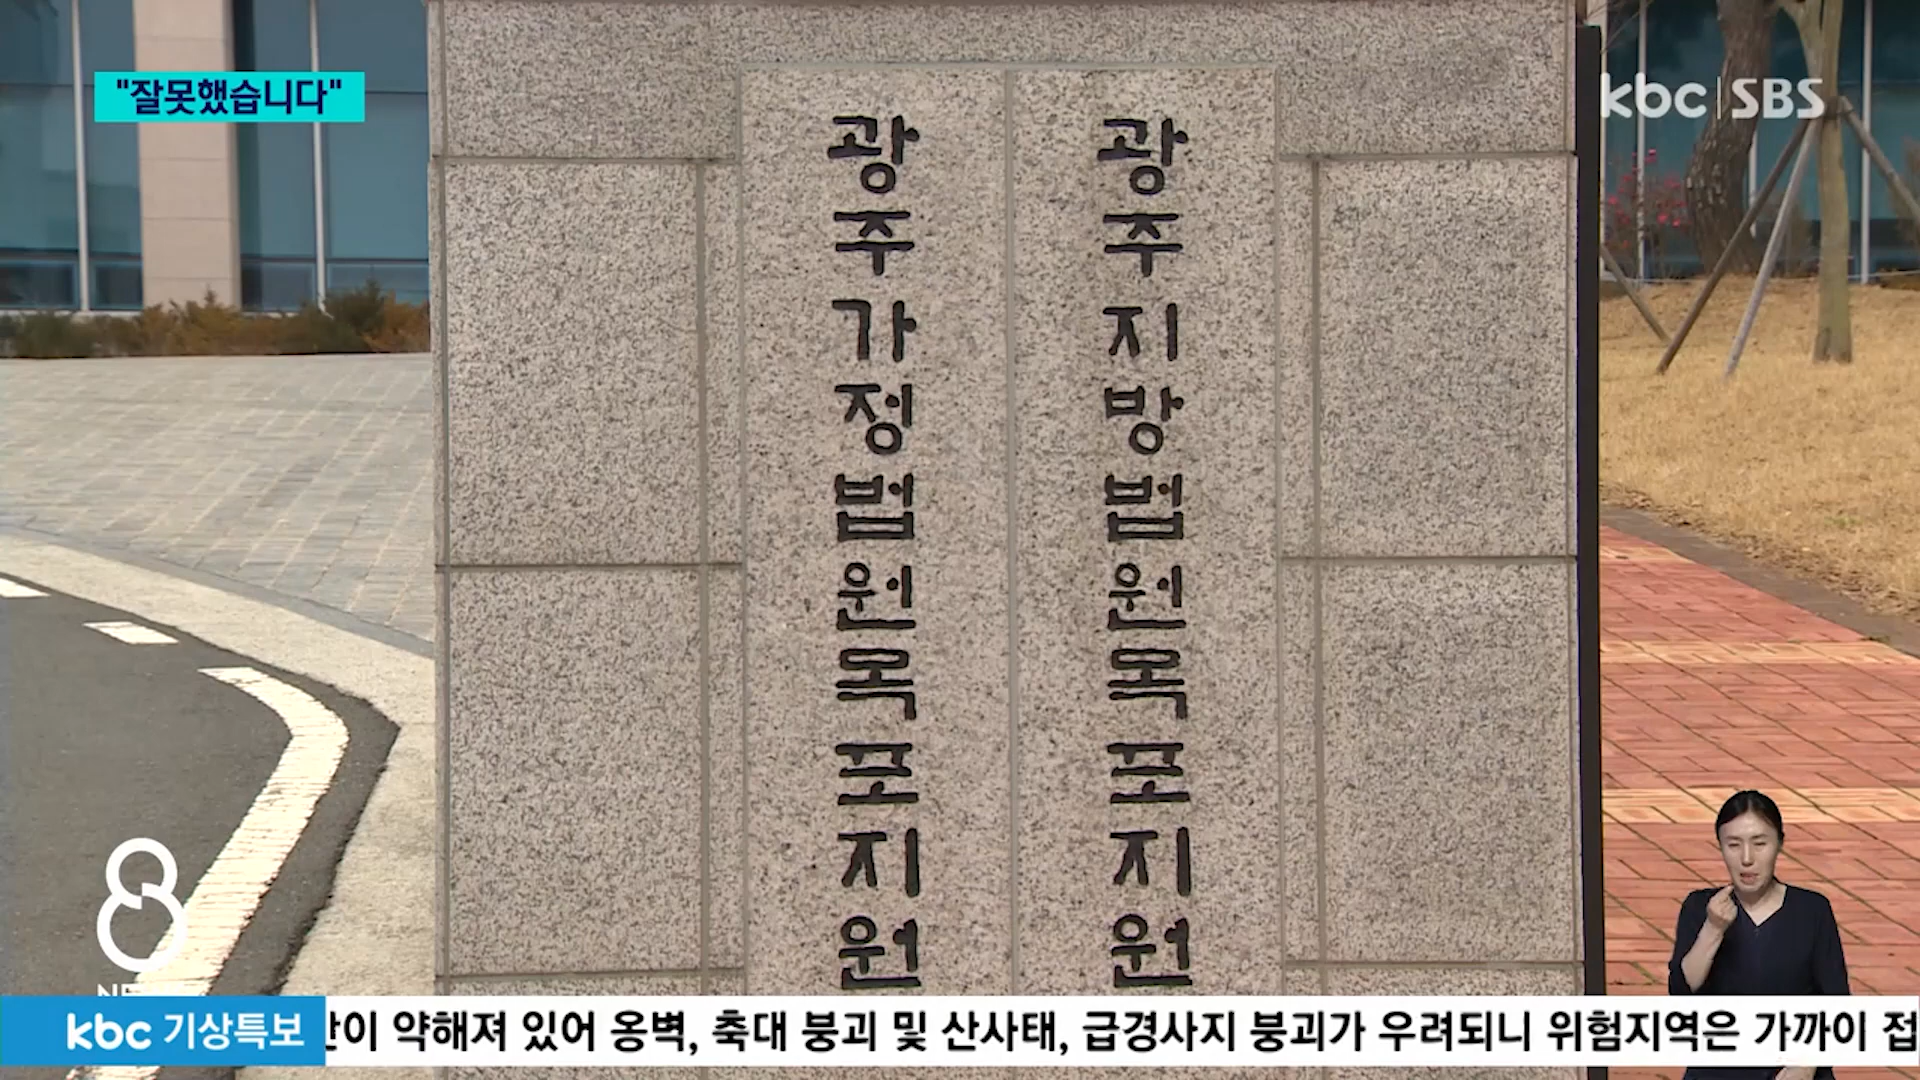 "잘못했습니다"
kbc SBS
광주가정법원목포지원
광주지방법원목포지원
8
kbc 기상특보
이 약해져 있어 옹벽, 축대 붕괴 및 산사태, 급경사지 붕괴가 우려되니 위험지역은 가까이 접